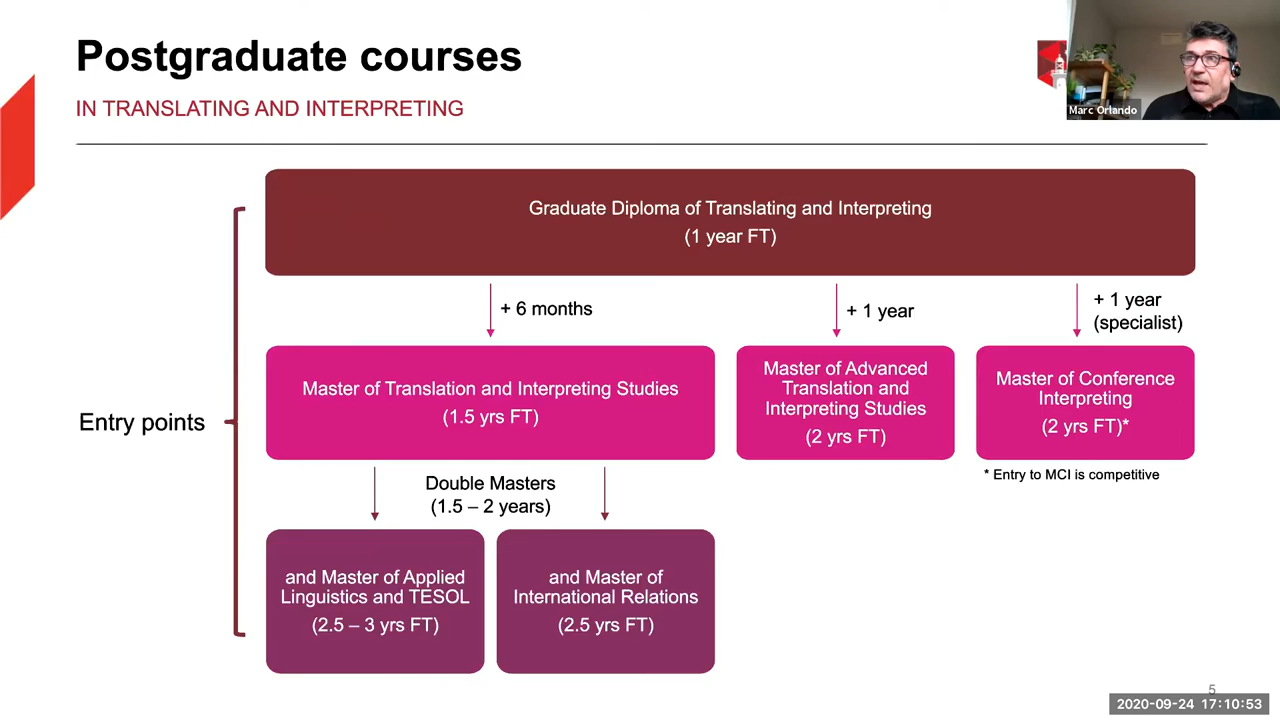 Postgraduate courses
IN TRANSLATING AND INTERPRETING
Marc Orlando
Graduate Diploma of Translating and Interpreting
(1 year FT)
+ 6 months
+ 1 year
+ 1 year
(specialist)
Entry points
Master of Translation and Interpreting Studies
(1.5 yrs FT)
Master of Advanced
Translation and
Interpreting Studies
(2 yrs FT)
Master of Conference
Interpreting
(2 yrs FT)*
* Entry to MCI is competitive
Double Masters
(1.5 – 2 years)
and Master of Applied
Linguistics and TESOL
(2.5 – 3 yrs FT)
and Master of
International Relations
(2.5 yrs FT)
5
2020-09-24 17:10:53